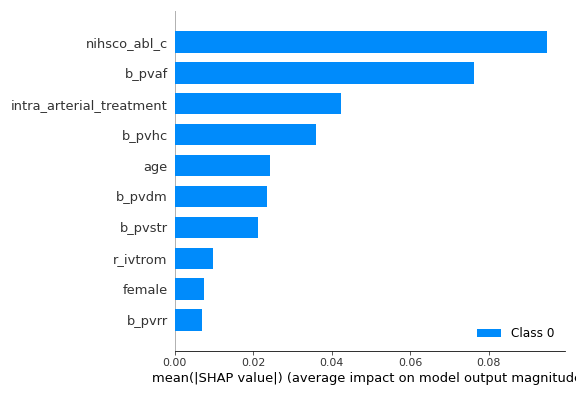 nihsco_abl_c
b_pvaf
intra_arterial_treatment
b_pvhc
age
b_pvdm
b_pvstr
r_ivtrom
female
b_pvrr
Class 0
0.00 0.02 0.04 0.06 0.08
mean(|SHAP value|) (average impact on model output magnitude